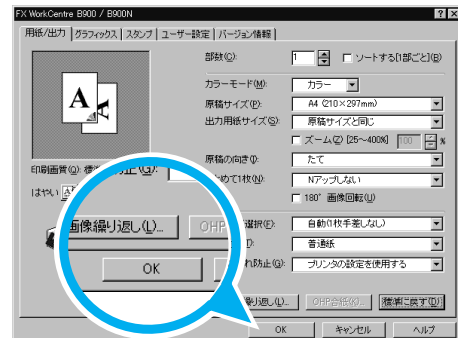 FX WorkCentre B900 / B900N
用紙/出力 グラフィックス スタンプ ユーザー設定 バージョン情報
部数(C): 1 ソートする[1部ごと](B)
カラーモード(M): カラー
原稿サイズ(P): A4 (210×297mm)
出力用紙サイズ(S): 原稿サイズと同じ
ズーム(Z) [25~400%] 100 %
原稿の向き(I): たて
まとめて1枚(N): Nアップしない
180° 画像回転(U)
A
印刷画質(Q): 標準
止(G):
はやい
選択(F): 自動(1枚手差しなし)
普通紙
れ防止(G): プリンタの設定を使用する
画像繰り返し(L)... OHP
OK
繰り返し(L)... OHP合紙(X)... 標準に戻す(D)
OK キャンセル ヘルプ